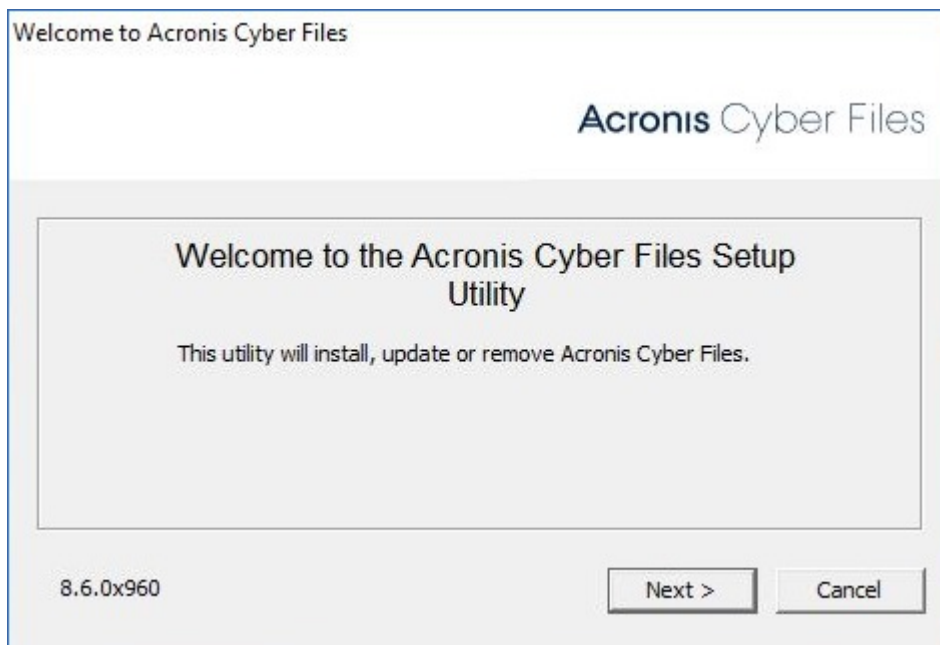 Welcome to Acronis Cyber Files
Acronis Cyber Files
Welcome to the Acronis Cyber Files Setup
Utility
This utility will install, update or remove Acronis Cyber Files.
8.6.0x960
Next >
Cancel